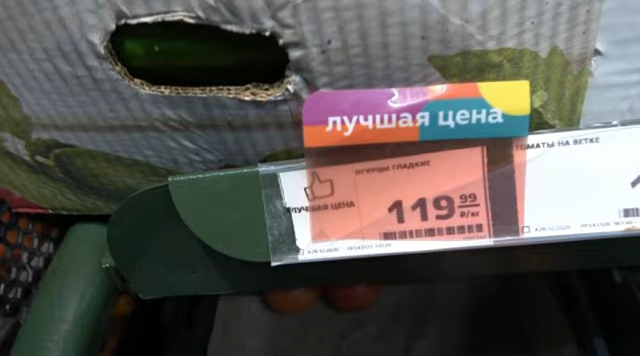 лучшая цена
ОГУРЦЫ ГЛАДКИЕ
ЛУЧШАЯ ЦЕНА
119 99
₽/кг
ТОМАТЫ НА ВЕТКЕ